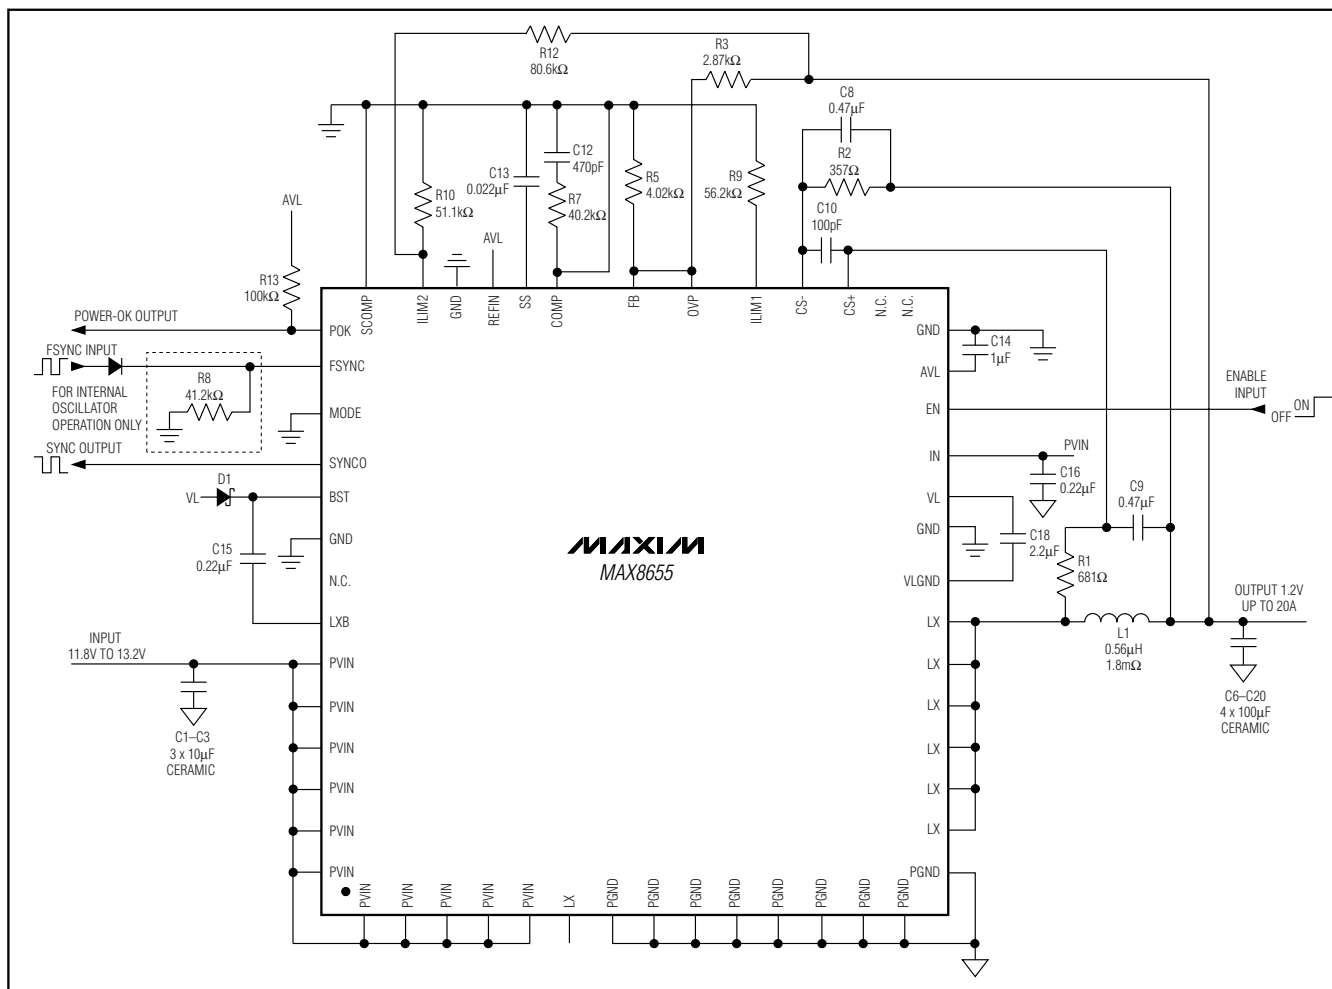 R12
80.6kΩ
R3
2.87kΩ
C8
0.47µF
R2
357Ω
C10
100pF
C12
470pF
C13
0.022µF
R10
51.1kΩ
R7
40.2kΩ
R5
4.02kΩ
R9
56.2kΩ
AVL
R13
100kΩ
AVL
SCOMP
ILIM2
GND
REFIN
SS
COMP
FB
OVP
ILIM1
CS-
CS+
N.C.
N.C.
POWER-OK OUTPUT
POK
FSYNC INPUT
FSYNC
R8
41.2kΩ
FOR INTERNAL
OSCILLATOR
OPERATION ONLY
MODE
SYNC OUTPUT
SYNCO
D1
VL
BST
C15
0.22µF
GND
N.C.
LXB
INPUT
11.8V TO 13.2V
C1–C3
3 x 10µF
CERAMIC
PVIN
PVIN
PVIN
PVIN
PVIN
PVIN
MAXIM
MAX8655
GND
C14
1µF
AVL
ENABLE
INPUT
EN
OFF
ON
IN
PVIN
C16
0.22µF
VL
C9
0.47µF
GND
C18
2.2µF
R1
681Ω
VLGND
LX
L1
0.56µH
1.8mΩ
OUTPUT 1.2V
UP TO 20A
C6–C20
4 x 100µF
CERAMIC
LX
LX
LX
LX
LX
PGND
PVIN
PVIN
PVIN
PVIN
PVIN
LX
PGND
PGND
PGND
PGND
PGND
PGND
PGND
PGND